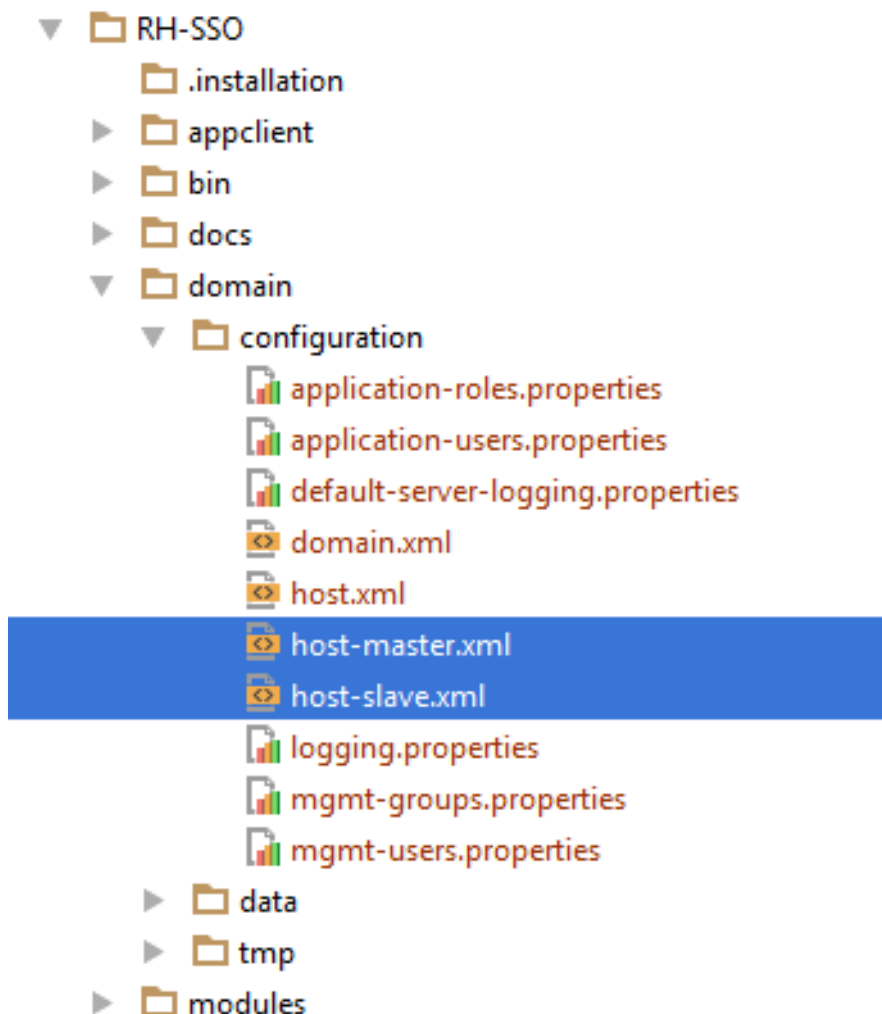 RH-SSO
.installation
appclient
bin
docs
domain
configuration
application-roles.properties
application-users.properties
default-server-logging.properties
domain.xml
host.xml
host-master.xml
host-slave.xml
logging.properties
mgmt-groups.properties
mgmt-users.properties
data
tmp
modules